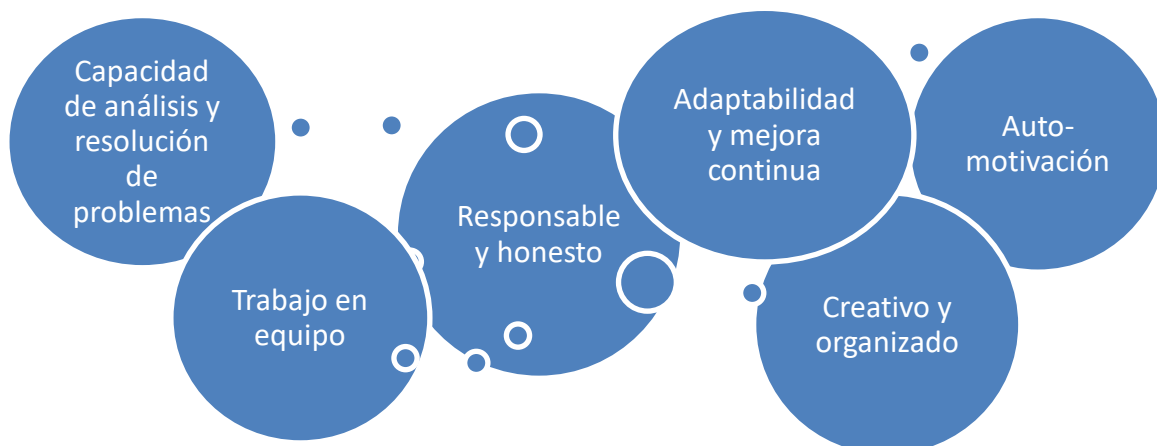 Capacidad
de análisis y
resolución
de
problemas
Trabajo en
equipo
Responsable
y honesto
Adaptabilidad
y mejora
continua
Creativo y
organizado
Auto-
motivación